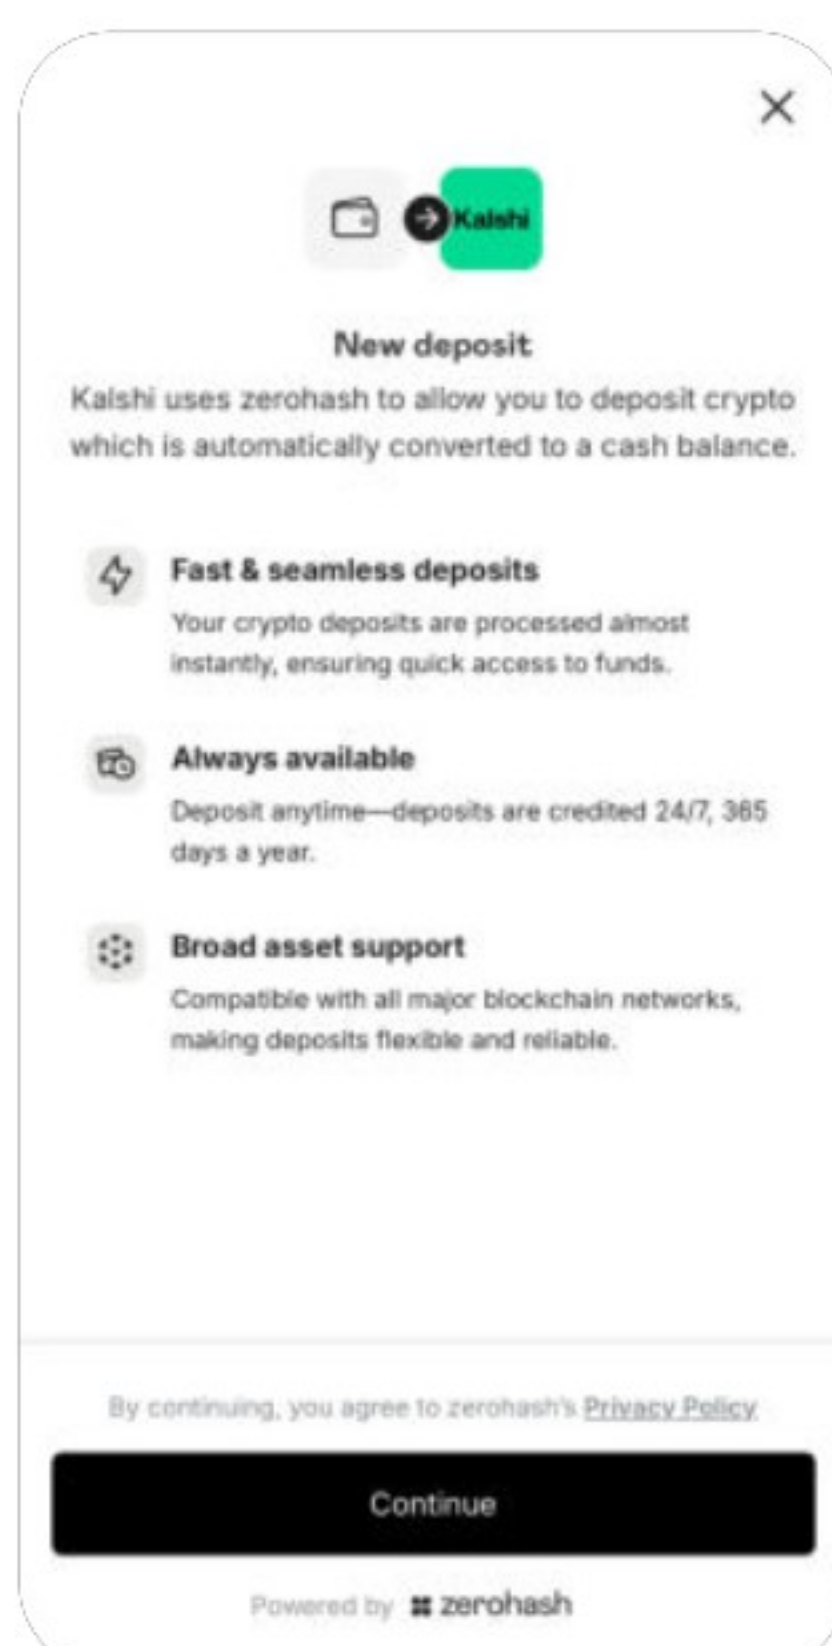 Kalshi
New deposit
Kalshi uses zerohash to allow you to deposit crypto
which is automatically converted to a cash balance.
Fast & seamless deposits
Your crypto deposits are processed almost
instantly, ensuring quick access to funds.
Always available
Deposit anytime—deposits are credited 24/7, 365
days a year.
Broad asset support
Compatible with all major blockchain networks,
making deposits flexible and reliable.
By continuing, you agree to zerohash's Privacy Policy
Continue
Powered by zerohash